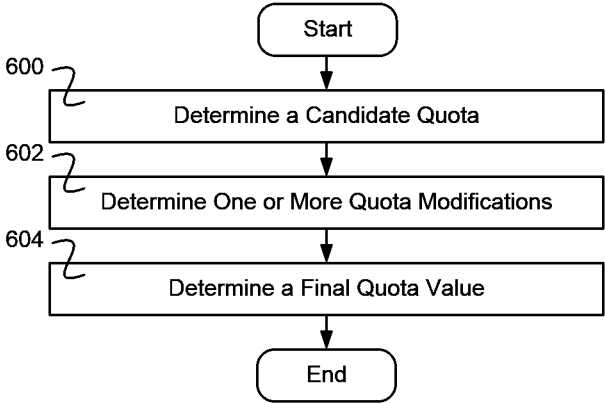 Start
600
Determine a Candidate Quota
602
Determine One or More Quota Modifications
604
Determine a Final Quota Value
End